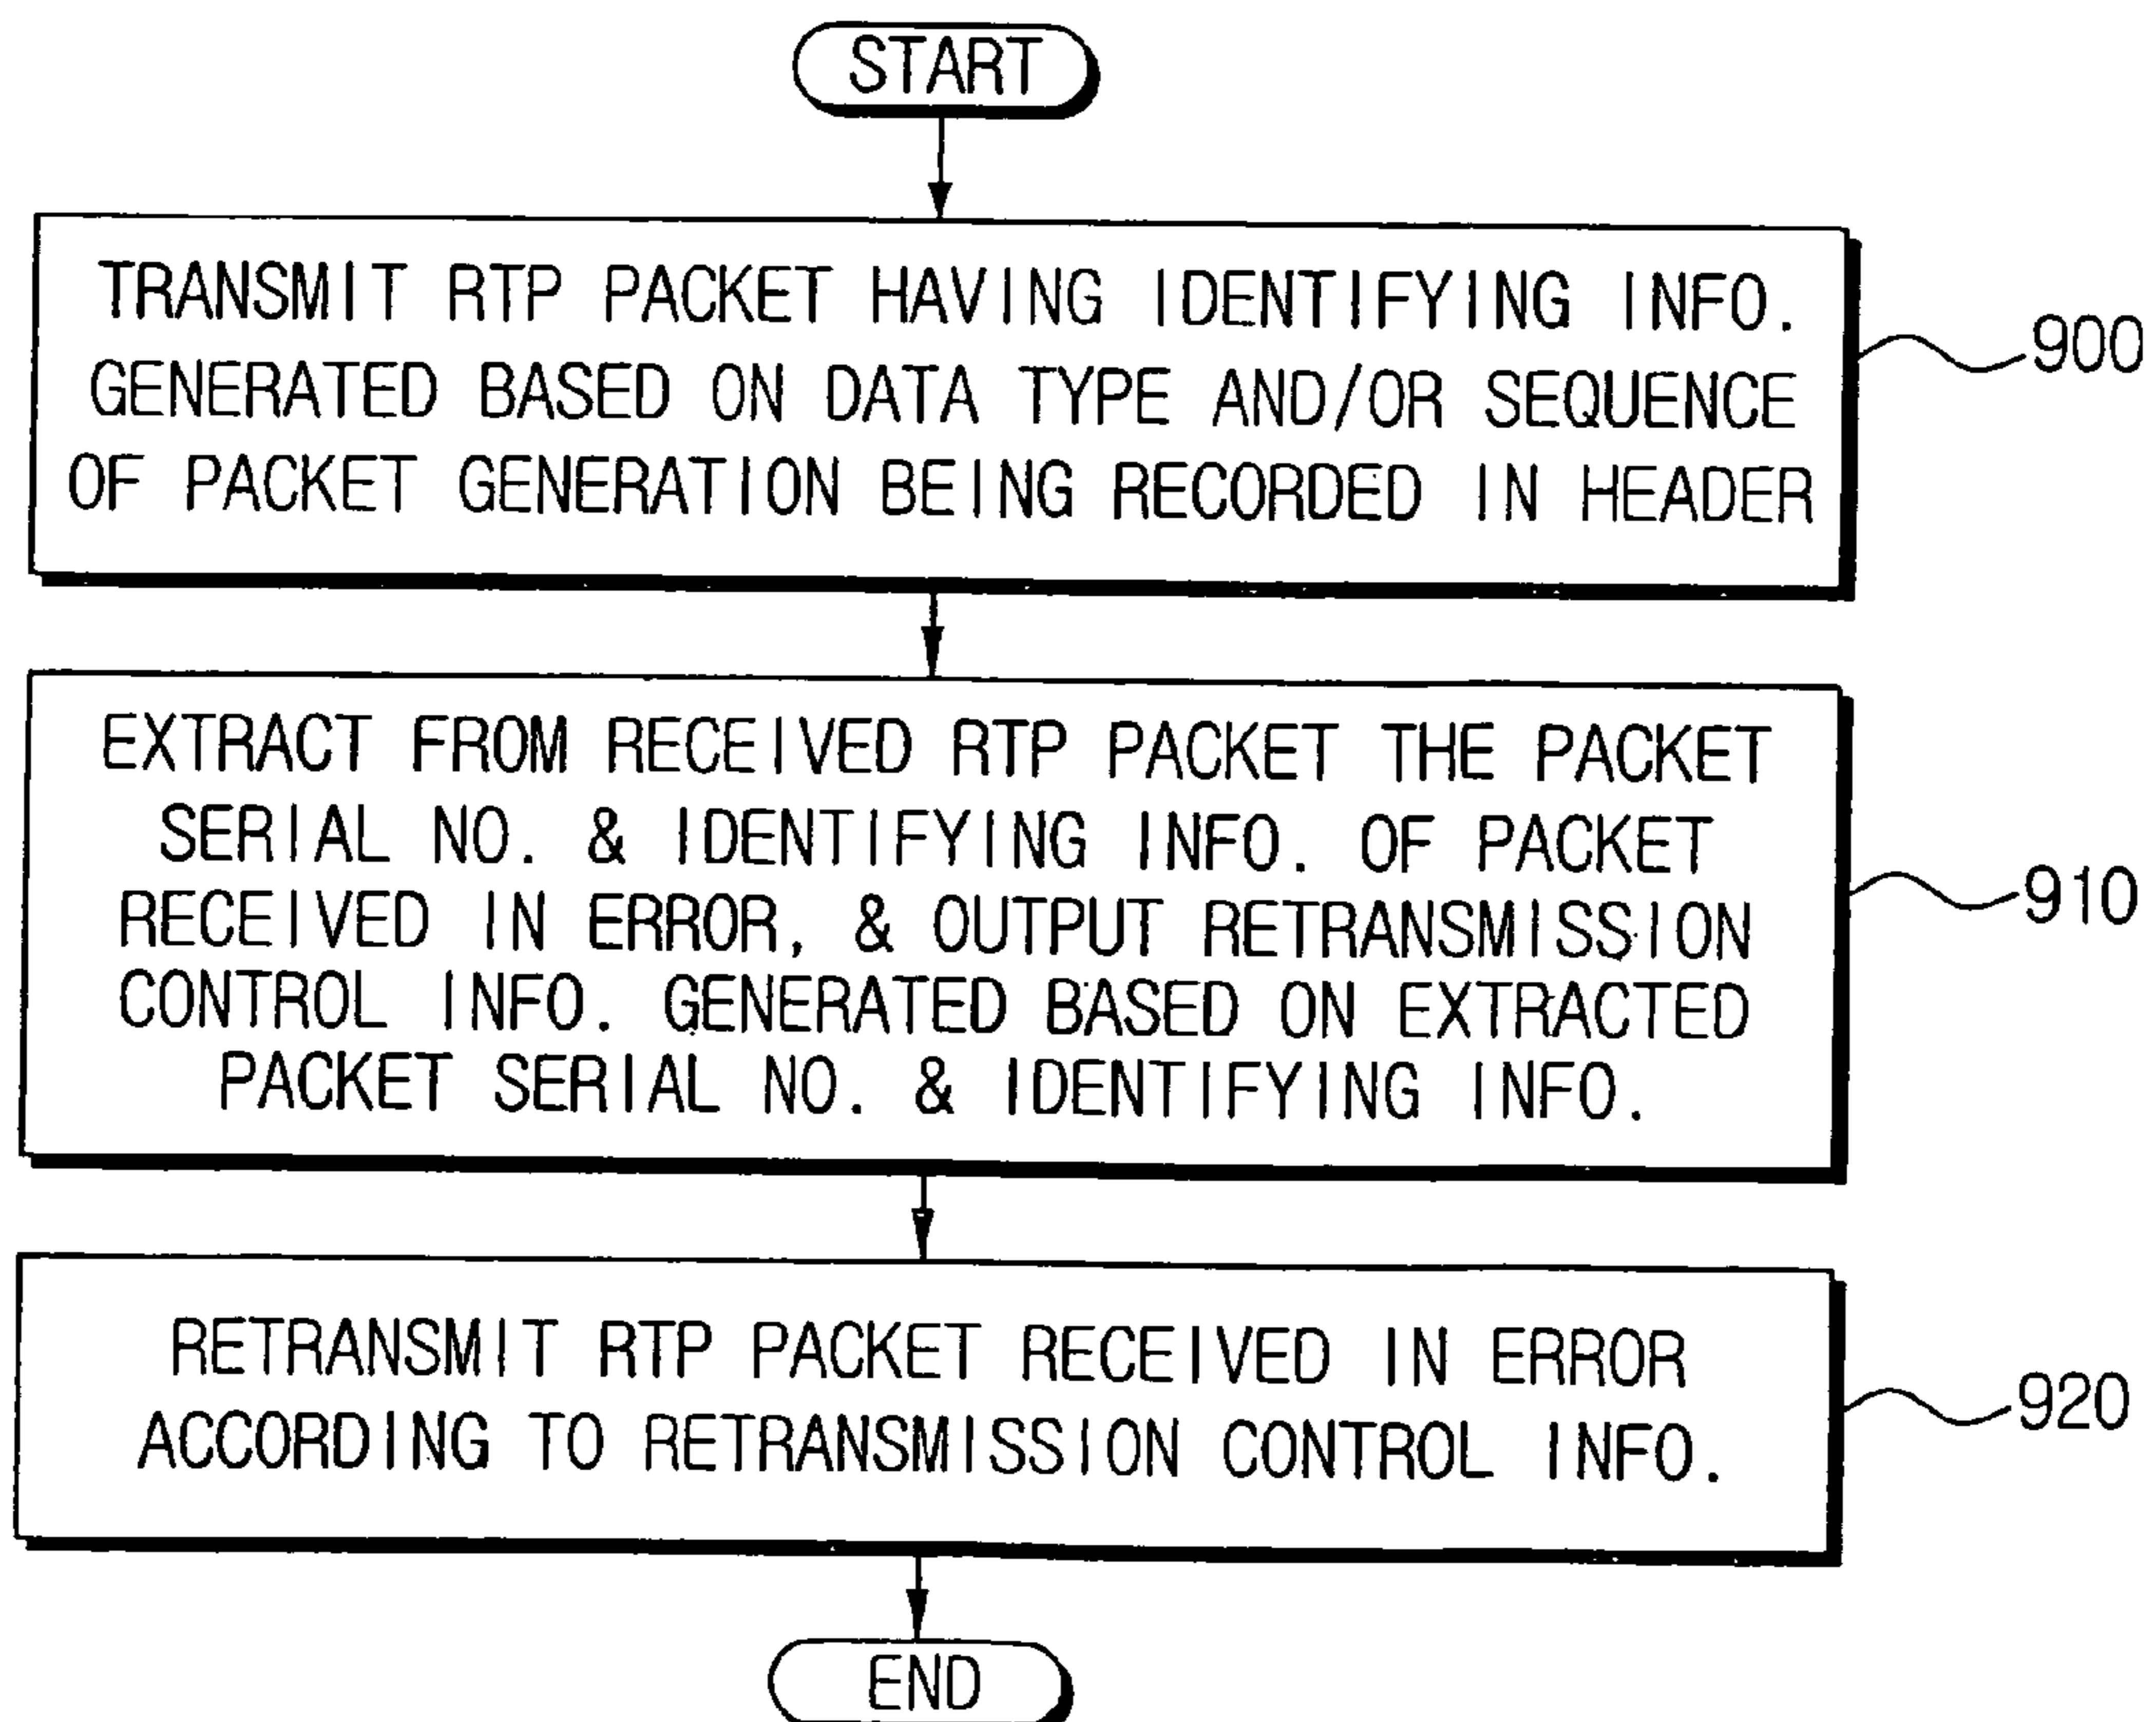 START
TRANSMIT RTP PACKET HAVING IDENTIFYING INFO.
GENERATED BASED ON DATA TYPE AND/OR SEQUENCE
OF PACKET GENERATION BEING RECORDED IN HEADER
900
EXTRACT FROM RECEIVED RTP PACKET THE PACKET
SERIAL NO. & IDENTIFYING INFO. OF PACKET
RECEIVED IN ERROR, & OUTPUT RETRANSMISSION
CONTROL INFO. GENERATED BASED ON EXTRACTED
PACKET SERIAL NO. & IDENTIFYING INFO.
910
RETRANSMIT RTP PACKET RECEIVED IN ERROR
ACCORDING TO RETRANSMISSION CONTROL INFO.
920
END